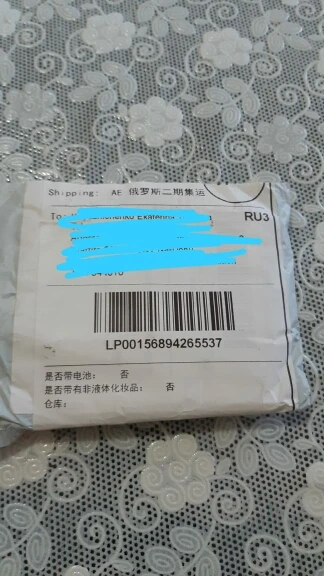 Shipping: AE 俄罗斯二期集运
To: Ekaterina
RU3
LP00156894265537
是否带电池: 否
是否带有非液体化妆品: 否
仓库: